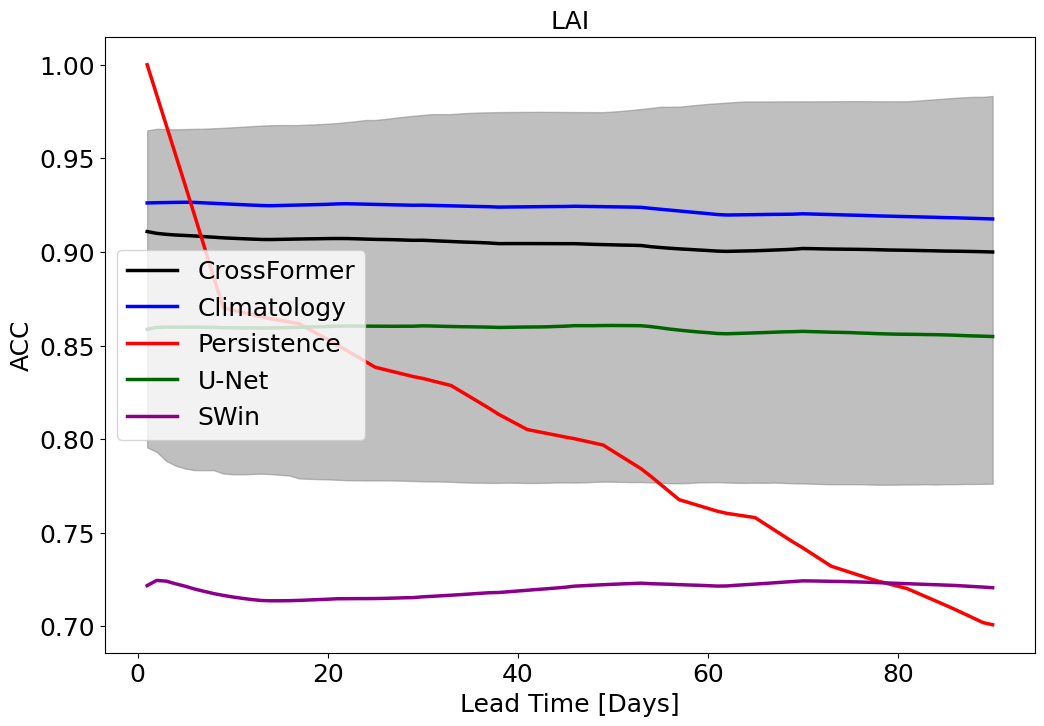 LAI
ACC
1.00
0.95
0.90
0.85
0.80
0.75
0.70
CrossFormer
Climatology
Persistence
U-Net
SWin
0 20 40 60 80
Lead Time [Days]